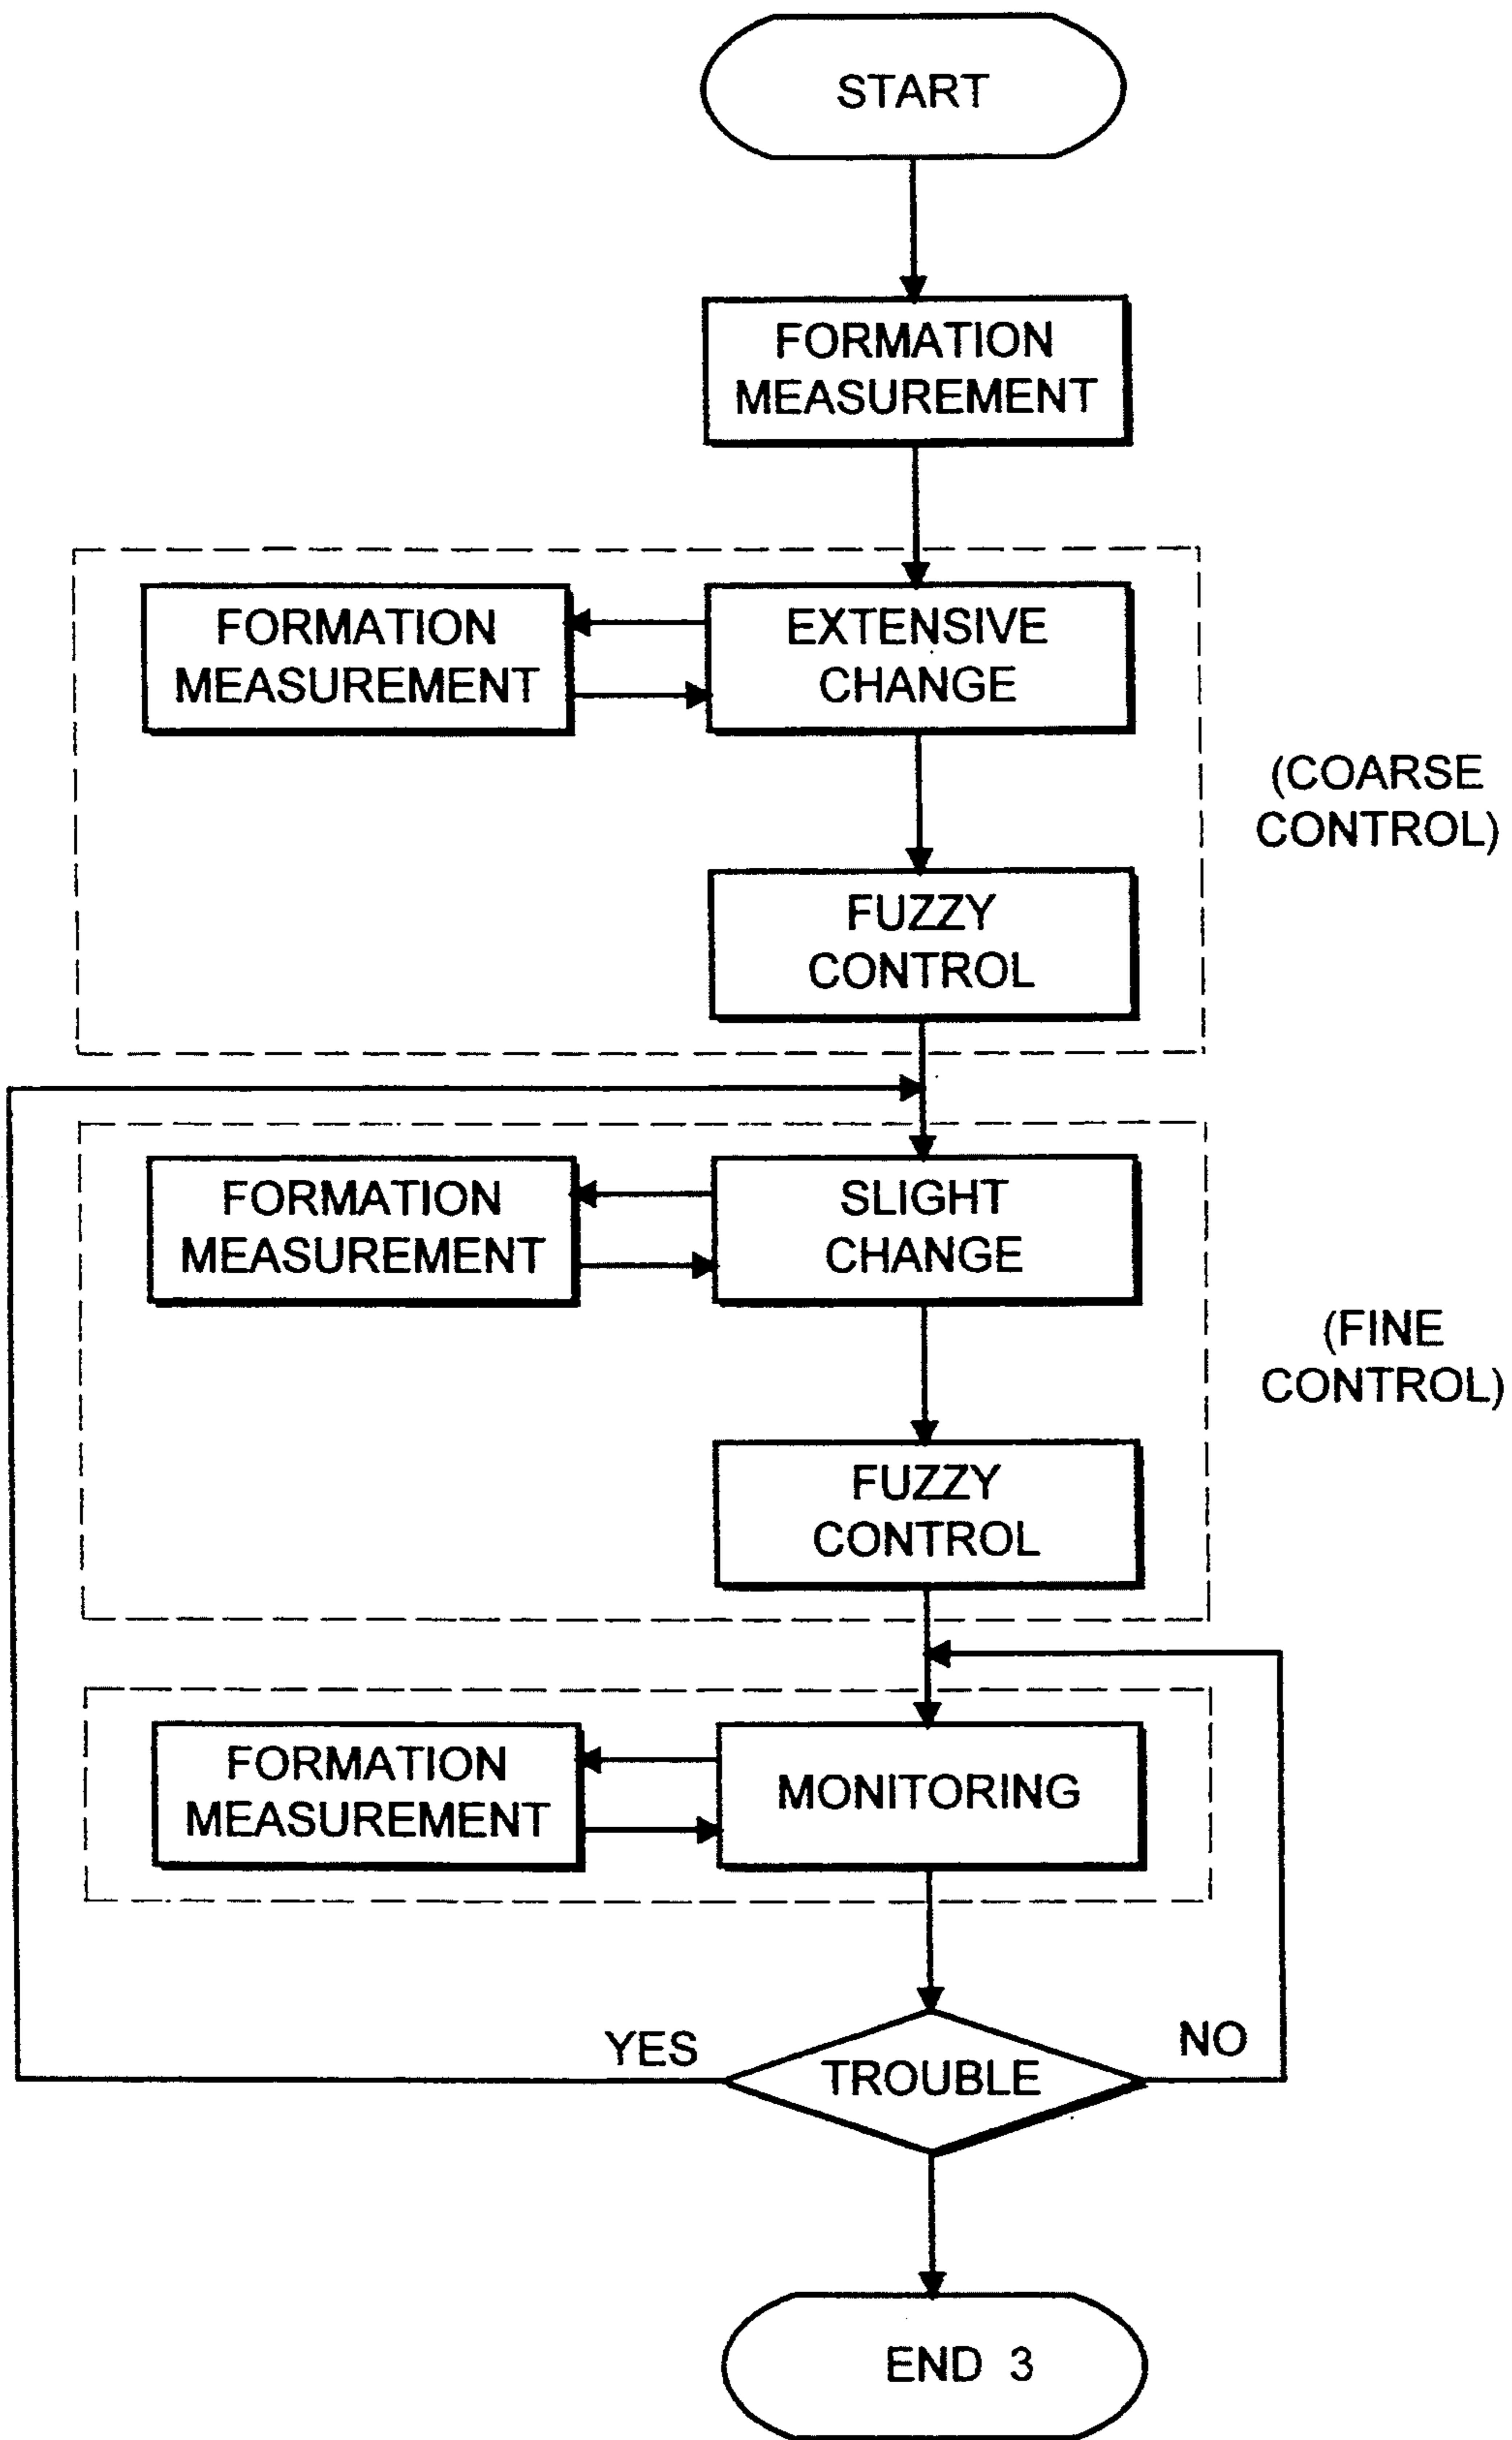 START
FORMATION
MEASUREMENT
FORMATION
MEASUREMENT
EXTENSIVE
CHANGE
(COARSE
CONTROL)
FUZZY
CONTROL
FORMATION
MEASUREMENT
SLIGHT
CHANGE
(FINE
CONTROL)
FUZZY
CONTROL
FORMATION
MEASUREMENT
MONITORING
YES
TROUBLE
NO
END 3